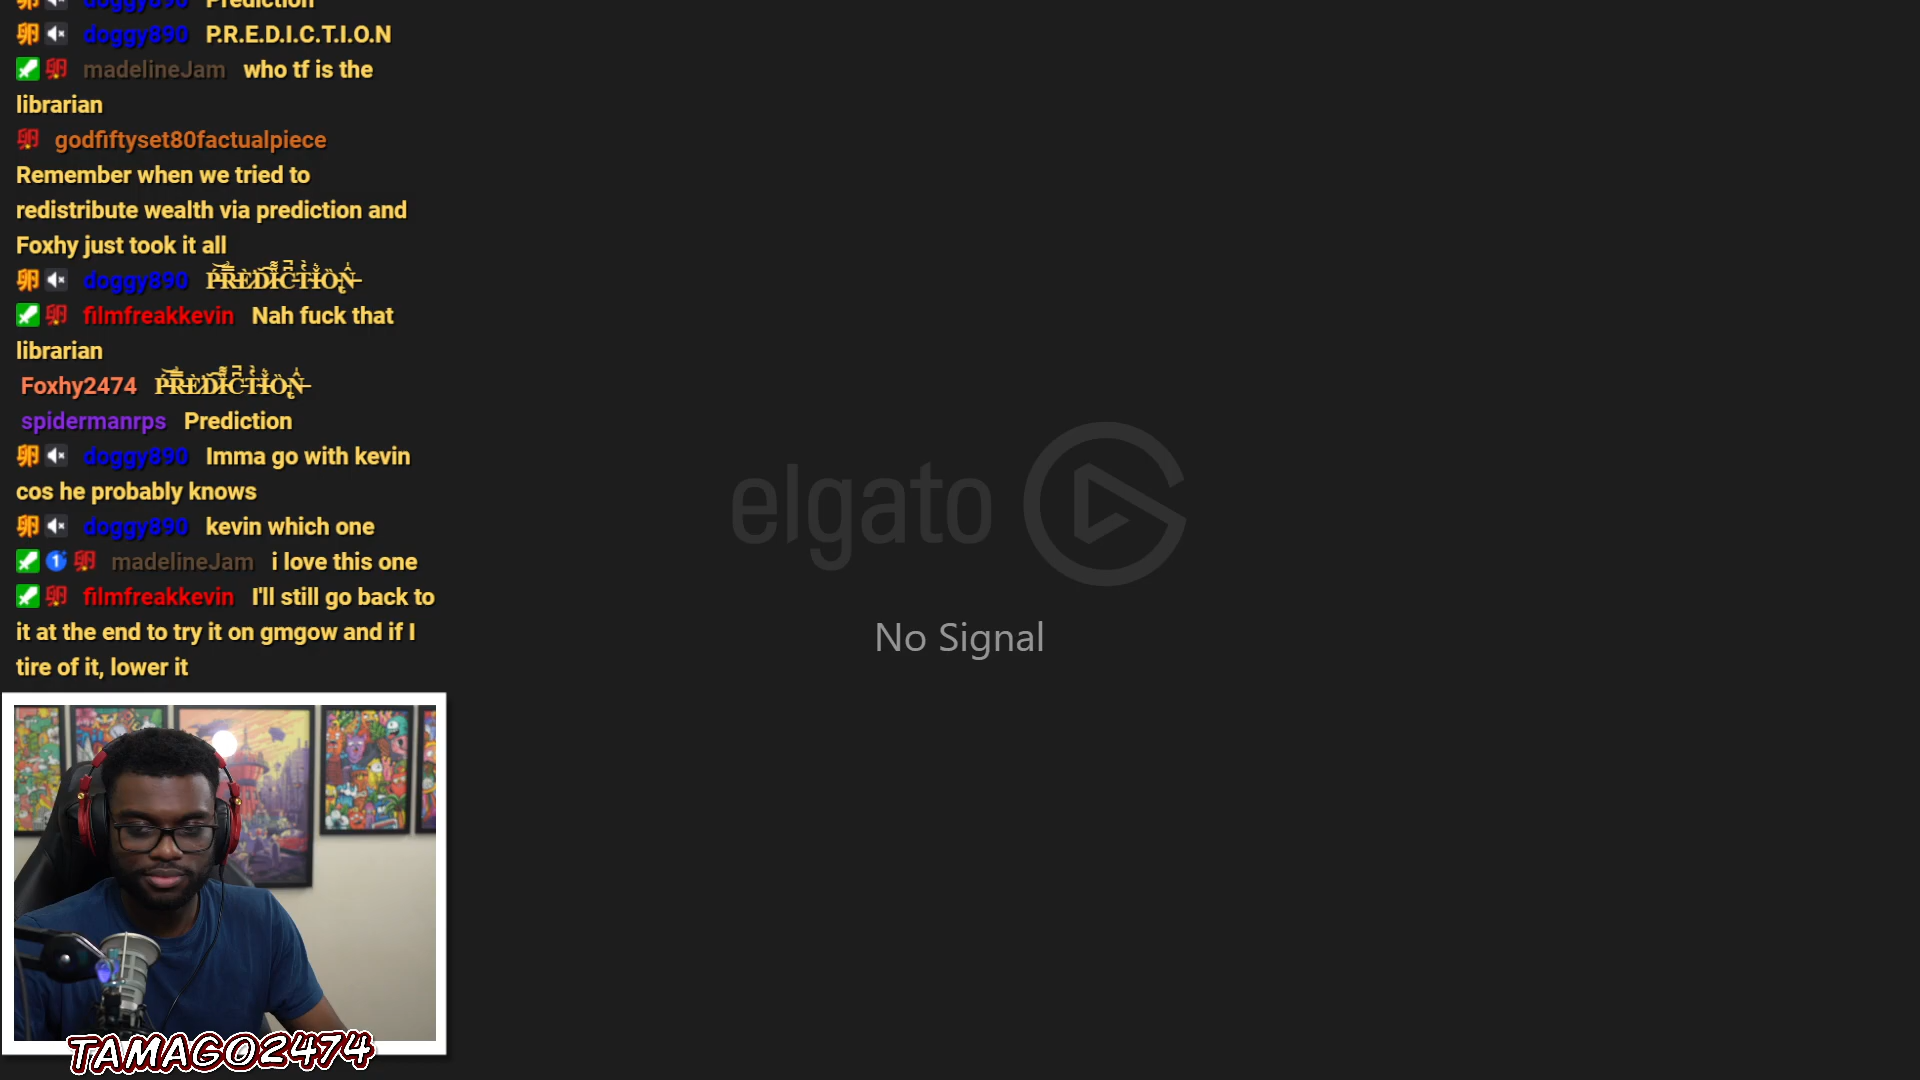 doggy890 Prediction
doggy890 P.R.E.D.I.C.T.I.O.N
madelineJam who tf is the
librarian
godfiftyset80factualpiece
Remember when we tried to
redistribute wealth via prediction and
Foxhy just took it all
doggy890 PREDICTION
filmfreakkevin Nah fuck that
librarian
Foxhy2474 PREDICTION
spidermanrps Prediction
doggy890 Imma go with kevin
cos he probably knows
doggy890 kevin which one
madelineJam i love this one
filmfreakkevin I'll still go back to
it at the end to try it on gmgow and if I
tire of it, lower it
TAMAGO2474
elgato
No Signal